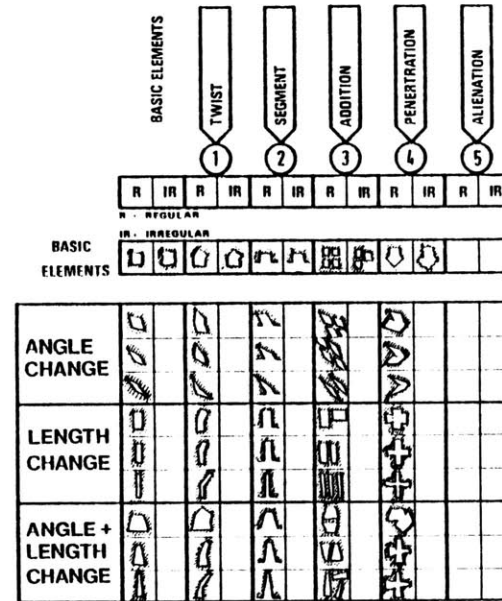 BASIC ELEMENTS
TWIST
SEGMENT
ADDITION
PENERTRATION
ALIENATION
1 2 3 4 5
R IR R IR R IR R IR R IR R IR
R - REGULAR
IR - IRREGULAR
BASIC
ELEMENTS
ANGLE
CHANGE
LENGTH
CHANGE
ANGLE +
LENGTH
CHANGE